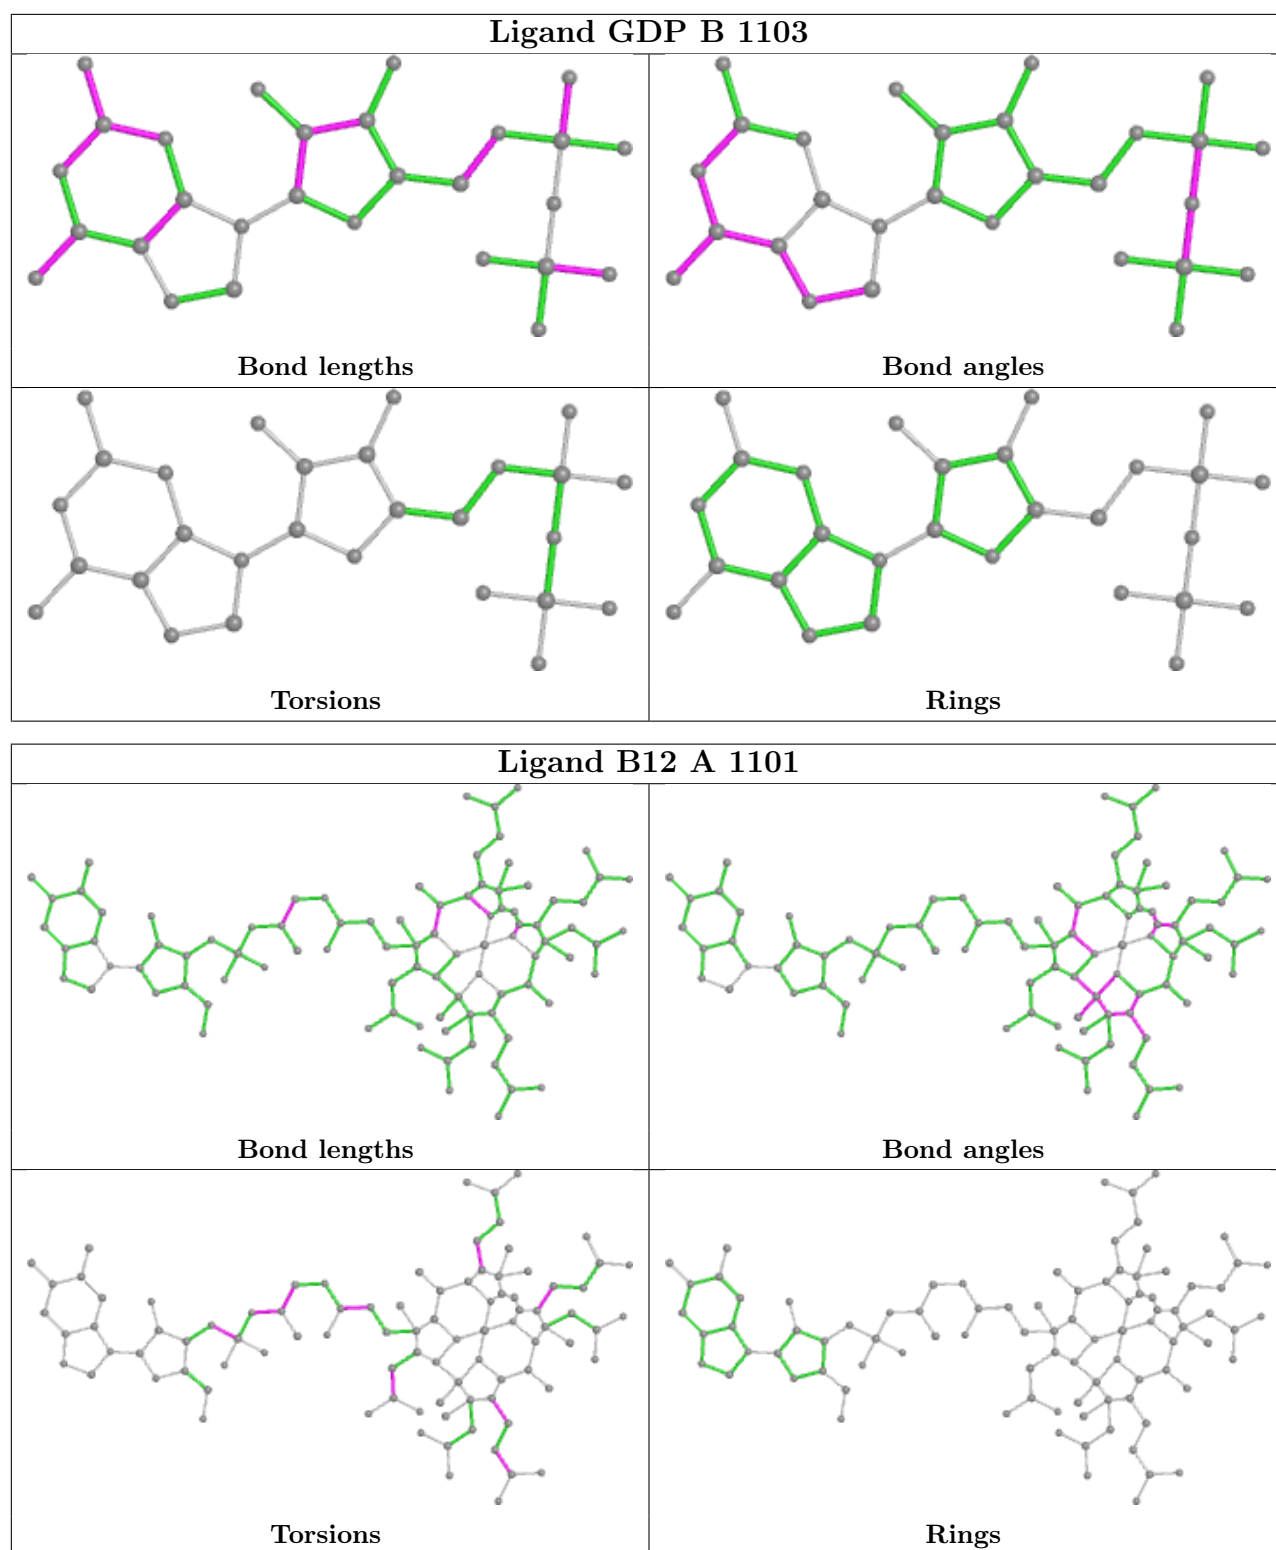 Ligand GDP B 1103
Bond lengths
Bond angles
Torsions
Rings
Ligand B12 A 1101
Bond lengths
Bond angles
Torsions
Rings